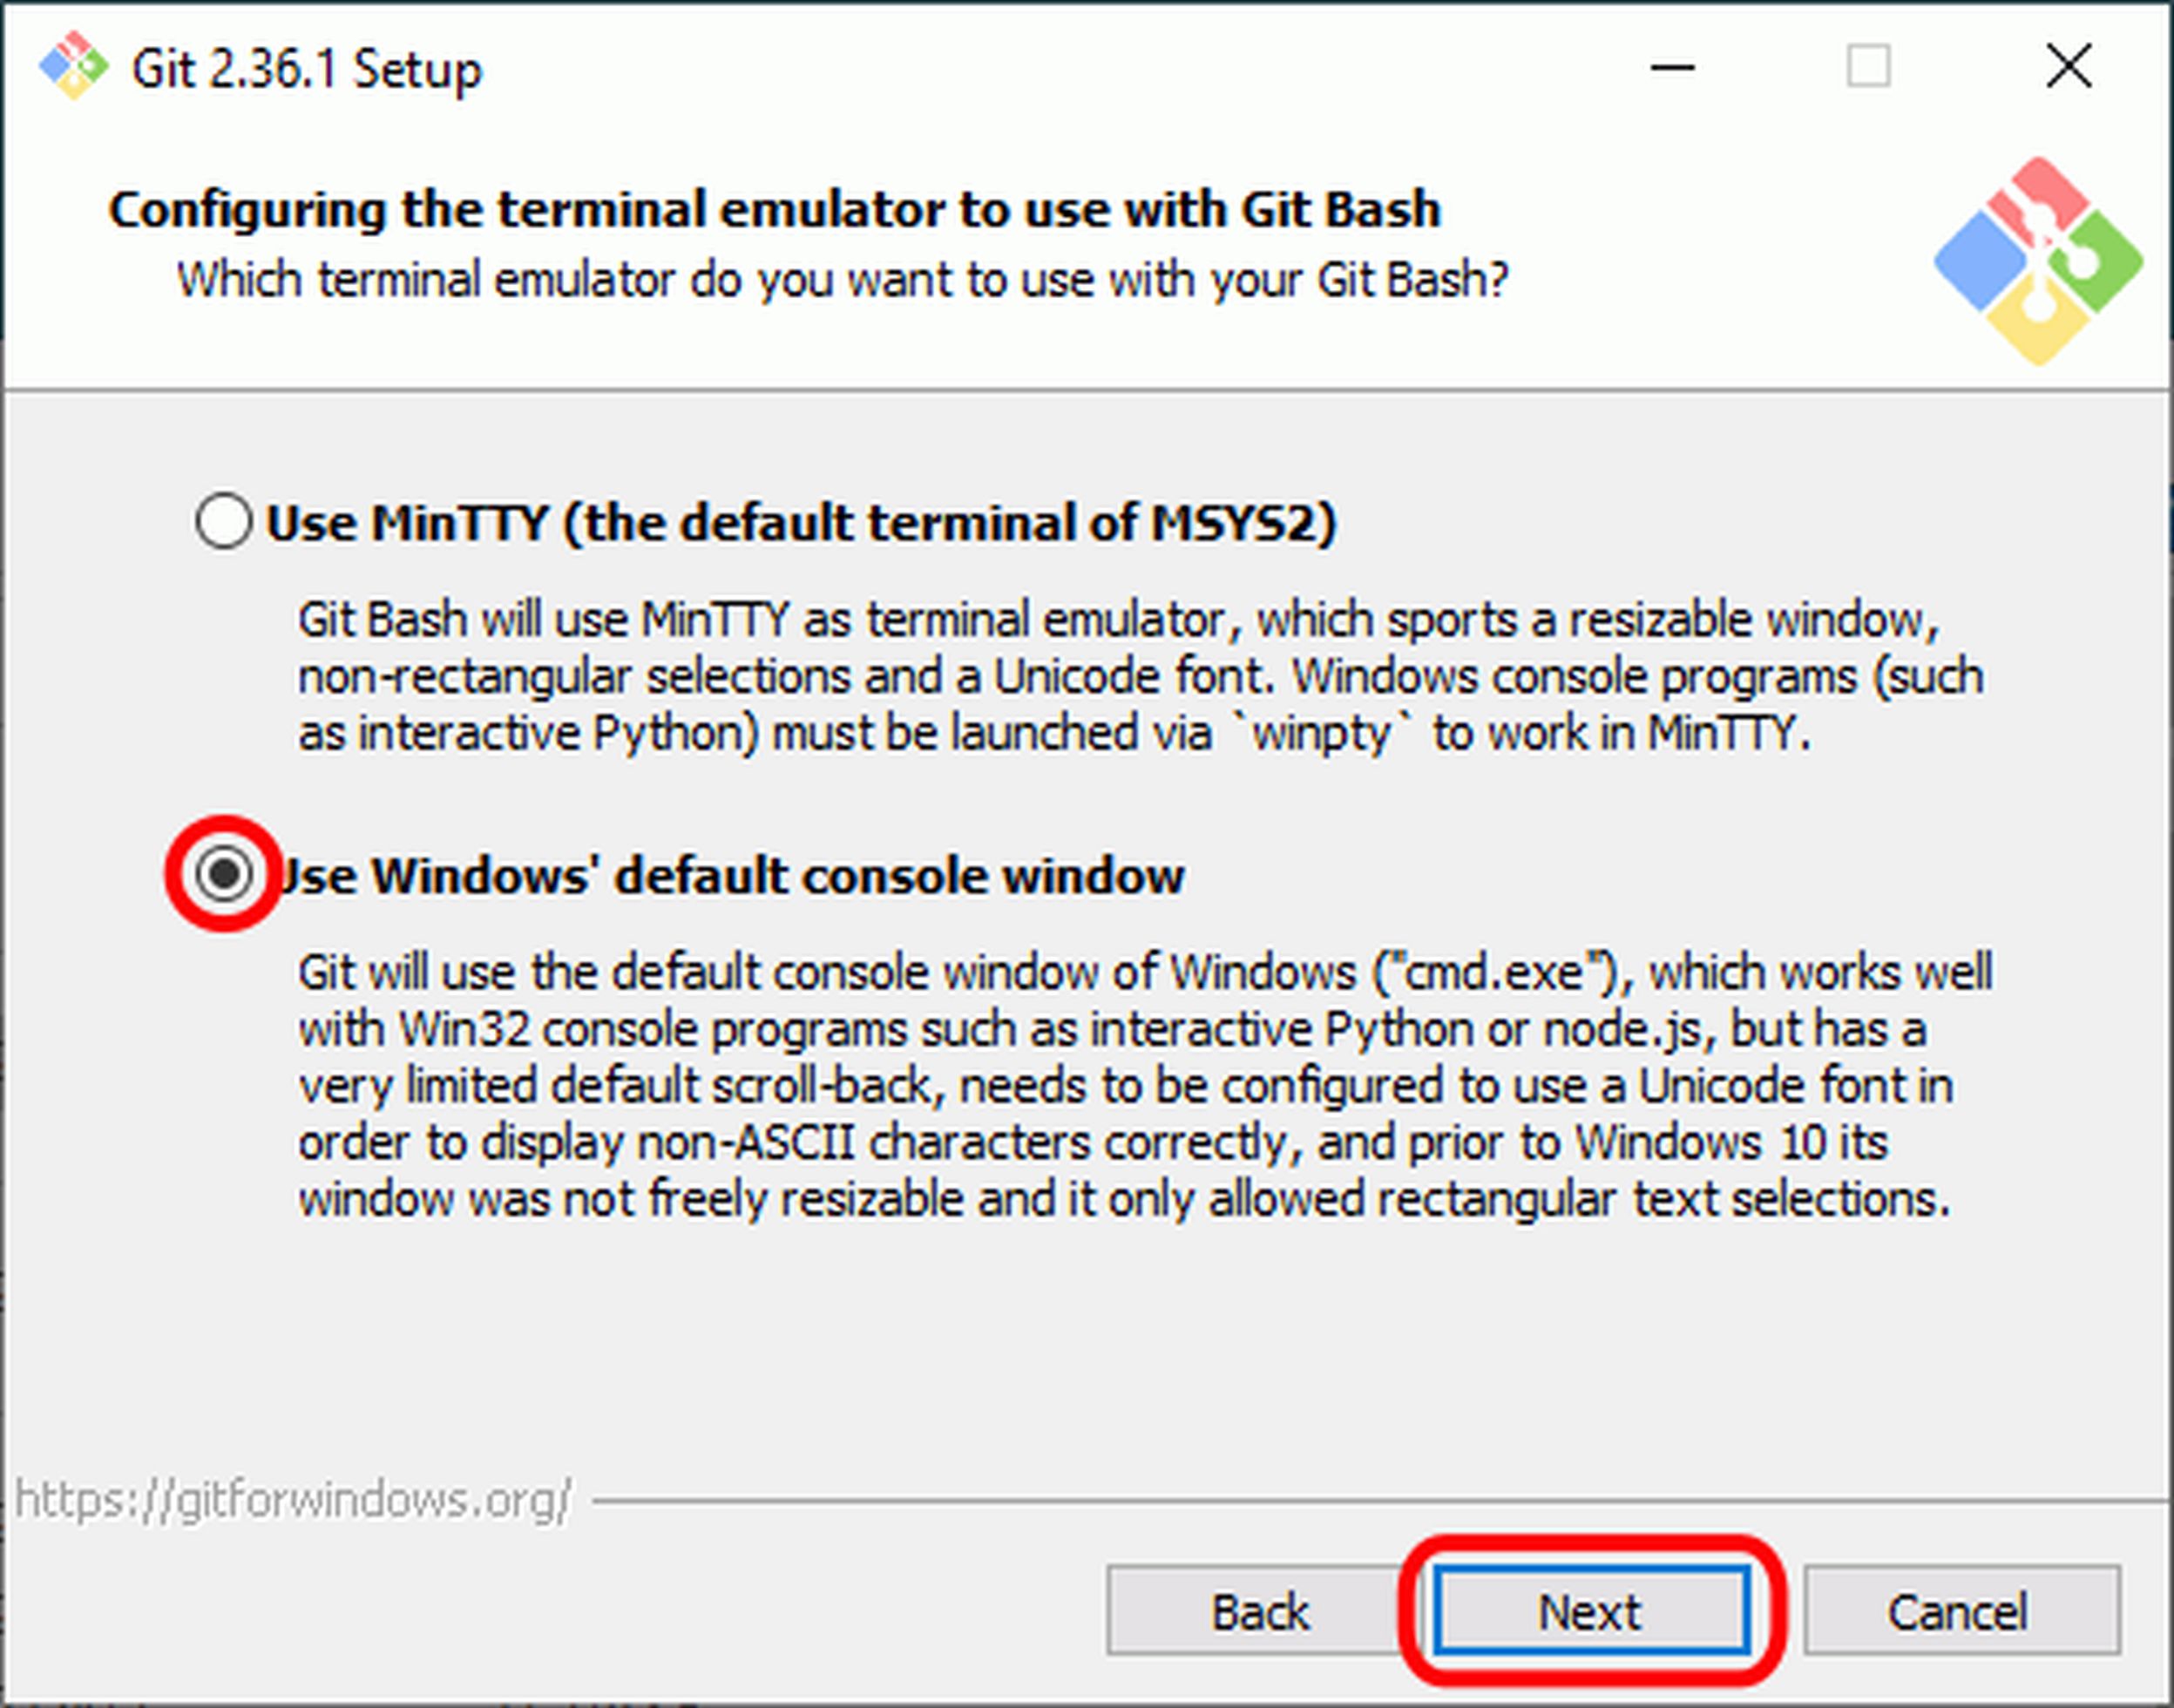 Git 2.36.1 Setup
Configuring the terminal emulator to use with Git Bash
Which terminal emulator do you want to use with your Git Bash?
Use MinTTY (the default terminal of MSYS2)
Git Bash will use MinTTY as terminal emulator, which sports a resizable window,
non-rectangular selections and a Unicode font. Windows console programs (such
as interactive Python) must be launched via `winpty` to work in MinTTY.
Use Windows' default console window
Git will use the default console window of Windows ("cmd.exe"), which works well
with Win32 console programs such as interactive Python or node.js, but has a
very limited default scroll-back, needs to be configured to use a Unicode font in
order to display non-ASCII characters correctly, and prior to Windows 10 its
window was not freely resizable and it only allowed rectangular text selections.
https://gitforwindows.org/
Back Next Cancel